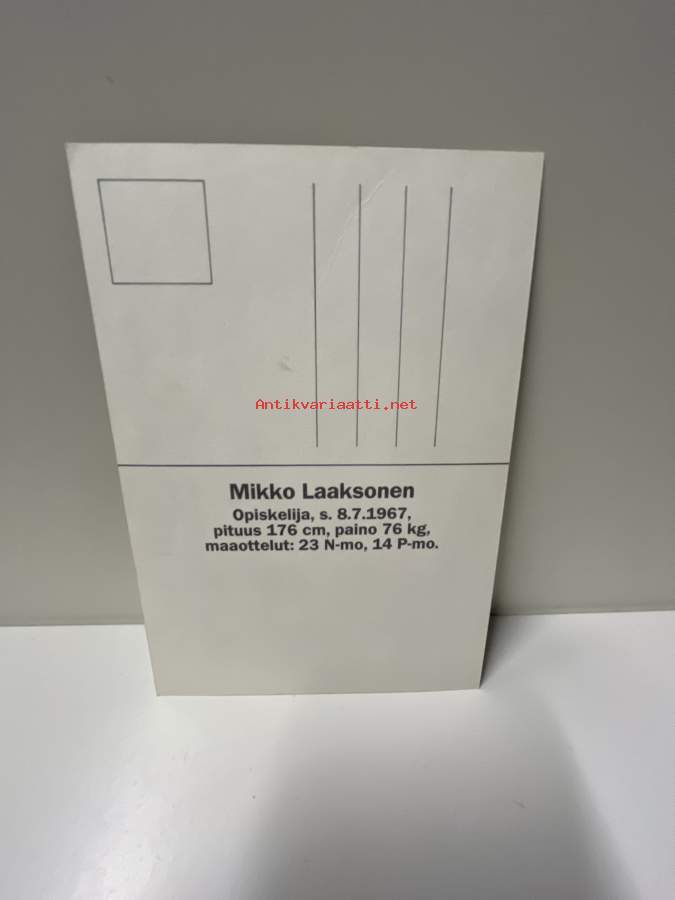 Antikvariaatti.net
Mikko Laaksonen
Opiskelija, s. 8.7.1967,
pituus 176 cm, paino 76 kg,
maaottelut: 23 N-mo, 14 P-mo.